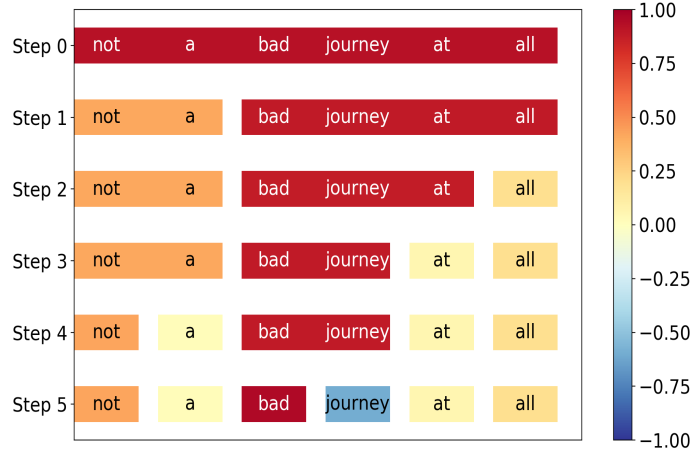 Step 0 not a bad journey at all
Step 1 not a bad journey at all
Step 2 not a bad journey at all
Step 3 not a bad journey at all
Step 4 not a bad journey at all
Step 5 not a bad journey at all
1.00
0.75
0.50
0.25
0.00
−0.25
−0.50
−0.75
−1.00